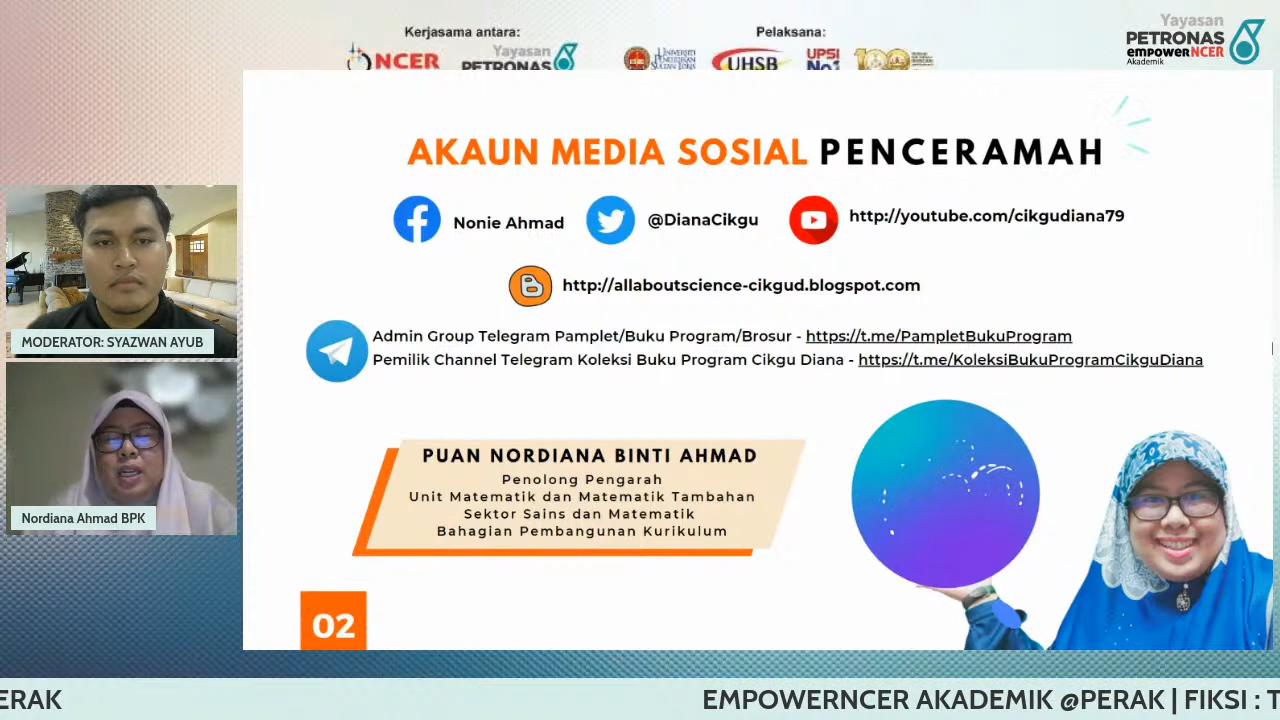 Kerjasama antara:
Pelaksana:
NCER
Yayasan
PETRONAS
UHSB
UPSI
No1
Yayasan
PETRONAS
empowerNCER
Akademik
AKAUN MEDIA SOSIAL PENCERAMAH
Nonie Ahmad
@DianaCikgu
http://youtube.com/cikgudiana79
http://allaboutscience-cikgud.blogspot.com
Admin Group Telegram Pamplet/Buku Program/Brosur - https://t.me/PampletBukuProgram
Pemilik Channel Telegram Koleksi Buku Program Cikgu Diana - https://t.me/KoleksiBukuProgramCikguDiana
MODERATOR: SYAZWAN AYUB
Nordiana Ahmad BPK
PUAN NORDIANA BINTI AHMAD
Penolong Pengarah
Unit Matematik dan Matematik Tambahan
Sektor Sains dan Matematik
Bahagian Pembangunan Kurikulum
02
ERAK
EMPOWERNCER AKADEMIK @PERAK | FIKSI : T